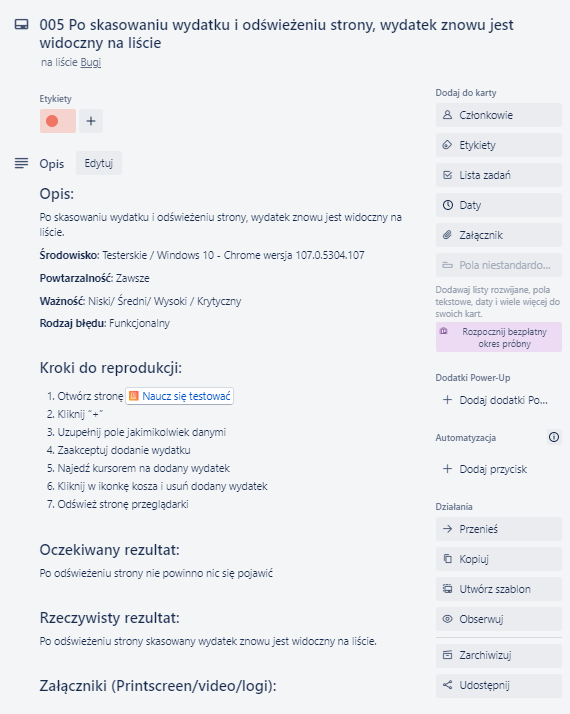 005 Po skasowaniu wydatku i odświeżeniu strony, wydatek znowu jest
widoczny na liście
na liście Bugi
Etykiety
Opis
Edytuj
Opis:
Po skasowaniu wydatku i odświeżeniu strony, wydatek znowu jest widoczny na
liście.
Środowisko: Testerskie / Windows 10 - Chrome wersja 107.0.5304.107
Powtarzalność: Zawsze
Ważność: Niski/ Średni/ Wysoki / Krytyczny
Rodzaj błędu: Funkcjonalny
Kroki do reprodukcji:
1. Otwórz stronę Naucz się testować
2. Kliknij "+"
3. Uzupełnij pole jakimikolwiek danymi
4. Zaakceptuj dodanie wydatku
5. Najedź kursorem na dodany wydatek
6. Kliknij w ikonkę kosza i usuń dodany wydatek
7. Odśwież stronę przeglądarki
Oczekiwany rezultat:
Po odświeżeniu strony nie powinno nic się pojawić
Rzeczywisty rezultat:
Po odświeżeniu strony skasowany wydatek znowu jest widoczny na liście.
Załączniki (Printscreen/video/logi):
Dodaj do karty
Członkowie
Etykiety
Lista zadań
Daty
Załącznik
Pola niestandardo...
Dodawaj listy rozwijane, pola
tekstowe, daty i wiele więcej do
swoich kart.
Rozpocznij bezpłatny
okres próbny
Dodatki Power-Up
Dodaj dodatki Po...
Automatyzacja
Dodaj przycisk
Działania
Przenieś
Kopiuj
Utwórz szablon
Obserwuj
Zarchiwizuj
Udostępnij